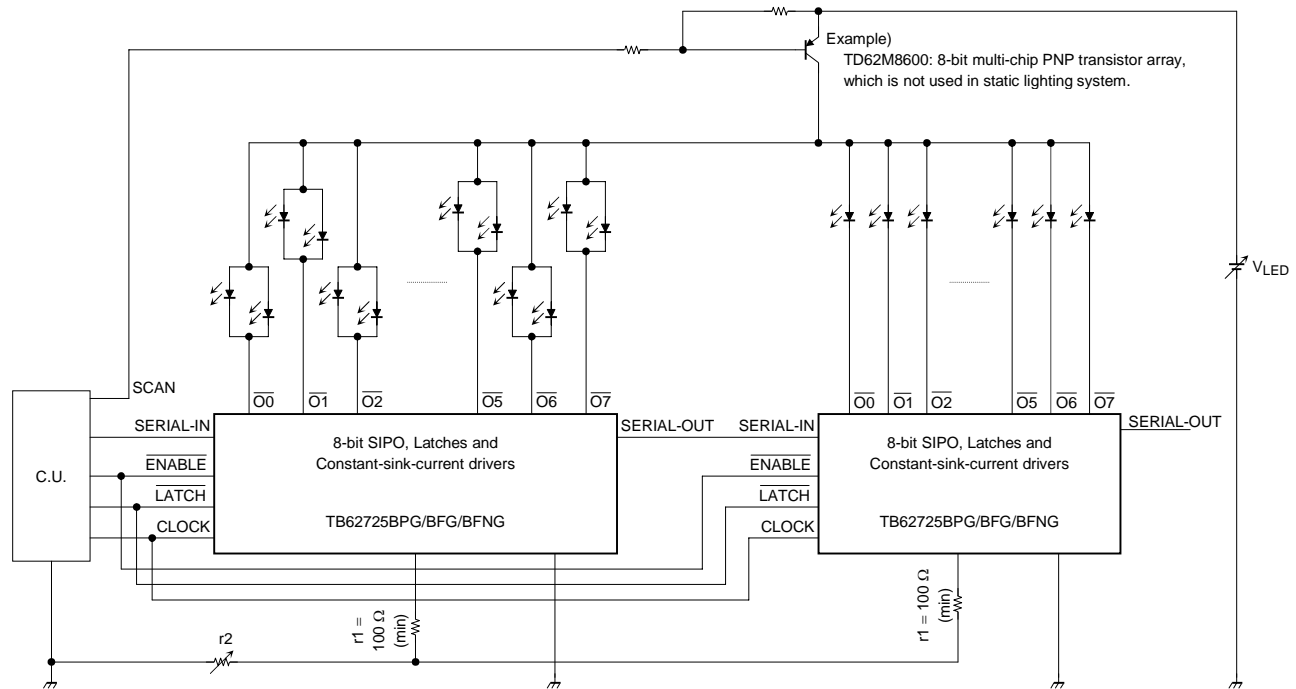 Example)
TD62M8600: 8-bit multi-chip PNP transistor array,
which is not used in static lighting system.
VLED
SCAN
O0 O1 O2 O5 O6 O7
O0 O1 O2 O5 O6 O7
SERIAL-IN
SERIAL-OUT
SERIAL-IN
SERIAL-OUT
8-bit SIPO, Latches and
Constant-sink-current drivers
TB62725BPG/BFG/BFNG
8-bit SIPO, Latches and
Constant-sink-current drivers
TB62725BPG/BFG/BFNG
C.U.
ENABLE
LATCH
CLOCK
ENABLE
LATCH
CLOCK
r1 =
100 Ω
(min)
r1 = 100 Ω
(min)
r2